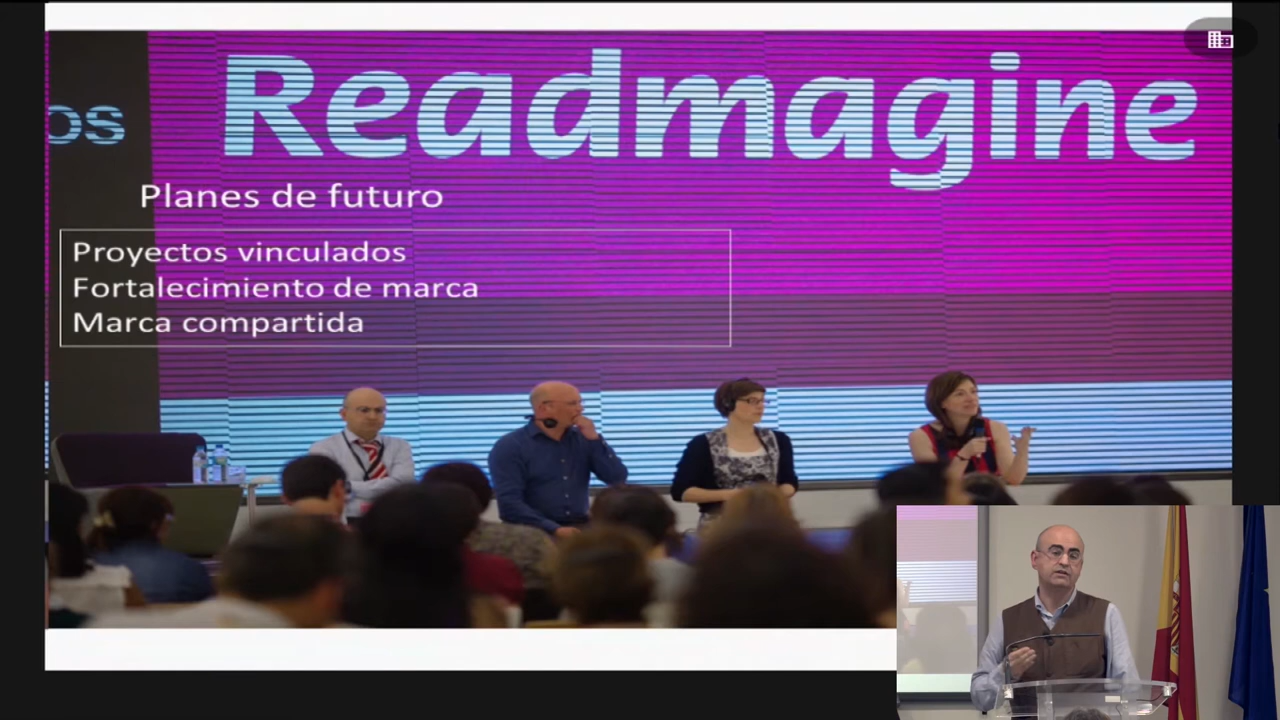 Readmagine
os
Planes de futuro
Proyectos vinculados
Fortalecimiento de marca
Marca compartida